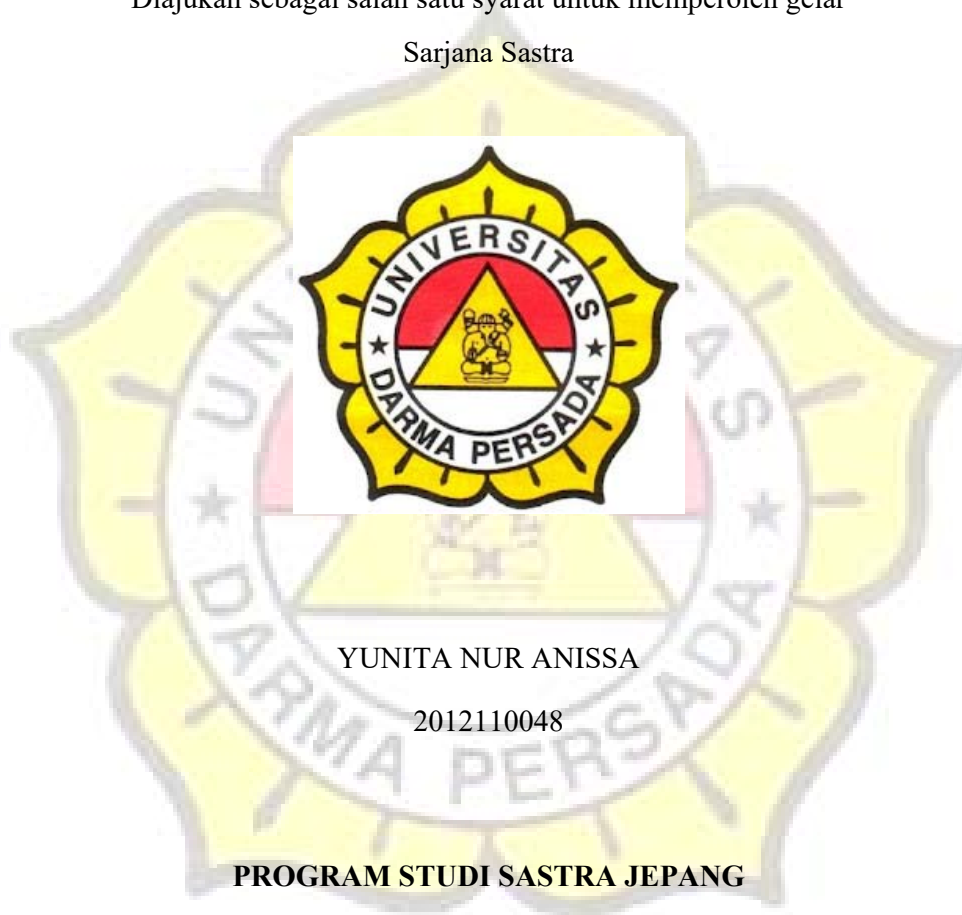 Diajukan sebagai salah satu syarat untuk memperoleh gelar
Sarjana Sastra
UNIVERSITAS
★ DARMA PERSADA ★
YUNITA NUR ANISSA
2012110048
PROGRAM STUDI SASTRA JEPANG